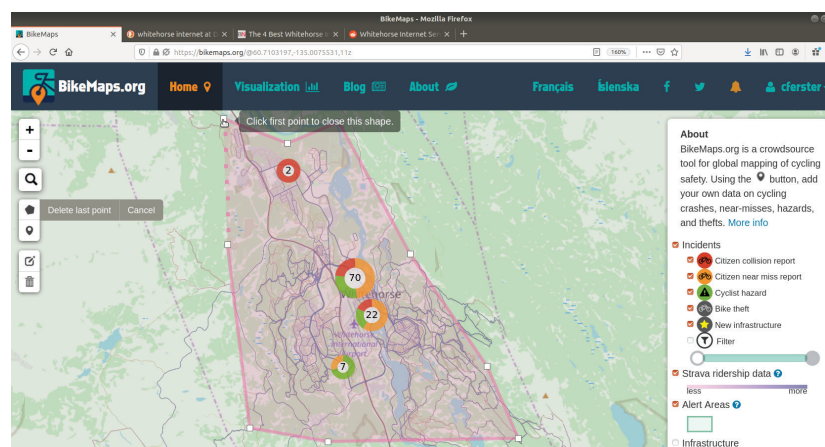 BikeMaps - Mozilla Firefox
BikeMaps
whitehorse internet at
The 4 Best Whitehorse
Whitehorse Internet Ser
https://bikemaps.org/@60.7103197,-135.0075531,11z
160%
BikeMaps.org
Home
Visualization
Blog
About
Français
Íslenska
cferster
Click first point to close this shape.
+
-
Delete last point
Cancel
2
70
Whitehorse
22
Whitehorse
International
Airport
7
About
BikeMaps.org is a crowdsource
tool for global mapping of cycling
safety. Using the button, add
your own data on cycling
crashes, near-misses, hazards,
and thefts. More info
Incidents
Citizen collision report
Citizen near miss report
Cyclist hazard
Bike theft
New infrastructure
Filter
Strava ridership data
less
more
Alert Areas
Infrastructure